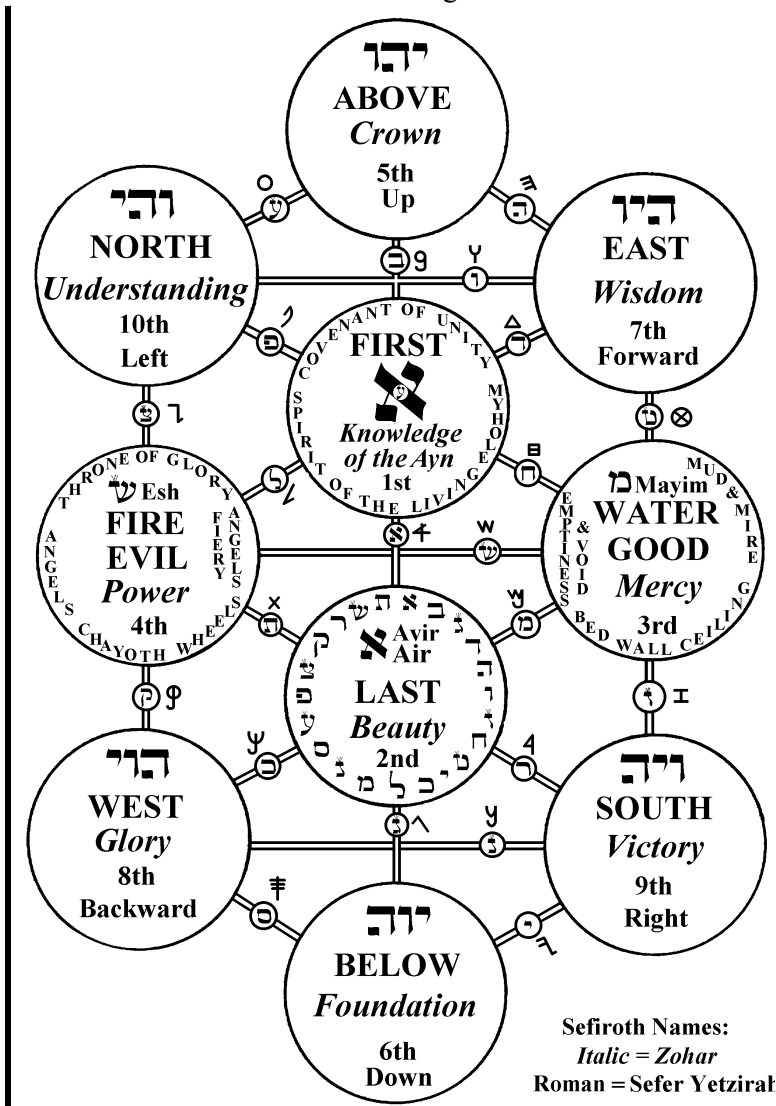 יהו
ABOVE
Crown
5th
Up
ע
ה
והי
NORTH
Understanding
10th
Left
היו
EAST
Wisdom
7th
Forward
ב
ו
פ
ד
COVENANT OF UNITY
FIRST
א
ע
Knowledge
of the Ayn
1st
SPIRIT OF THE LIVING ELOHYM
צ
ט
ל
ח
THRONE OF GLORY
ש Esh
FIRE
EVIL
Power
4th
FIERY ANGELS
ANGELS CHAYOTH WHEELS
MUD & MIRE
מ Mayim
WATER
GOOD
Mercy
3rd
EMPTINESS & VOID
BED WALL CEILING
א
ש
ת
מ
א ב ג ד ה ו ז ח ט י כ ל מ נ ס ע פ צ ק ר ש ת
א Avir
Air
LAST
Beauty
2nd
ק
ז
כ
ר
הוי
WEST
Glory
8th
Backward
ויה
SOUTH
Victory
9th
Right
ג
נ
ס
י
יוה
BELOW
Foundation
6th
Down
Sefiroth Names:
Italic = Zohar
Roman = Sefer Yetzirah